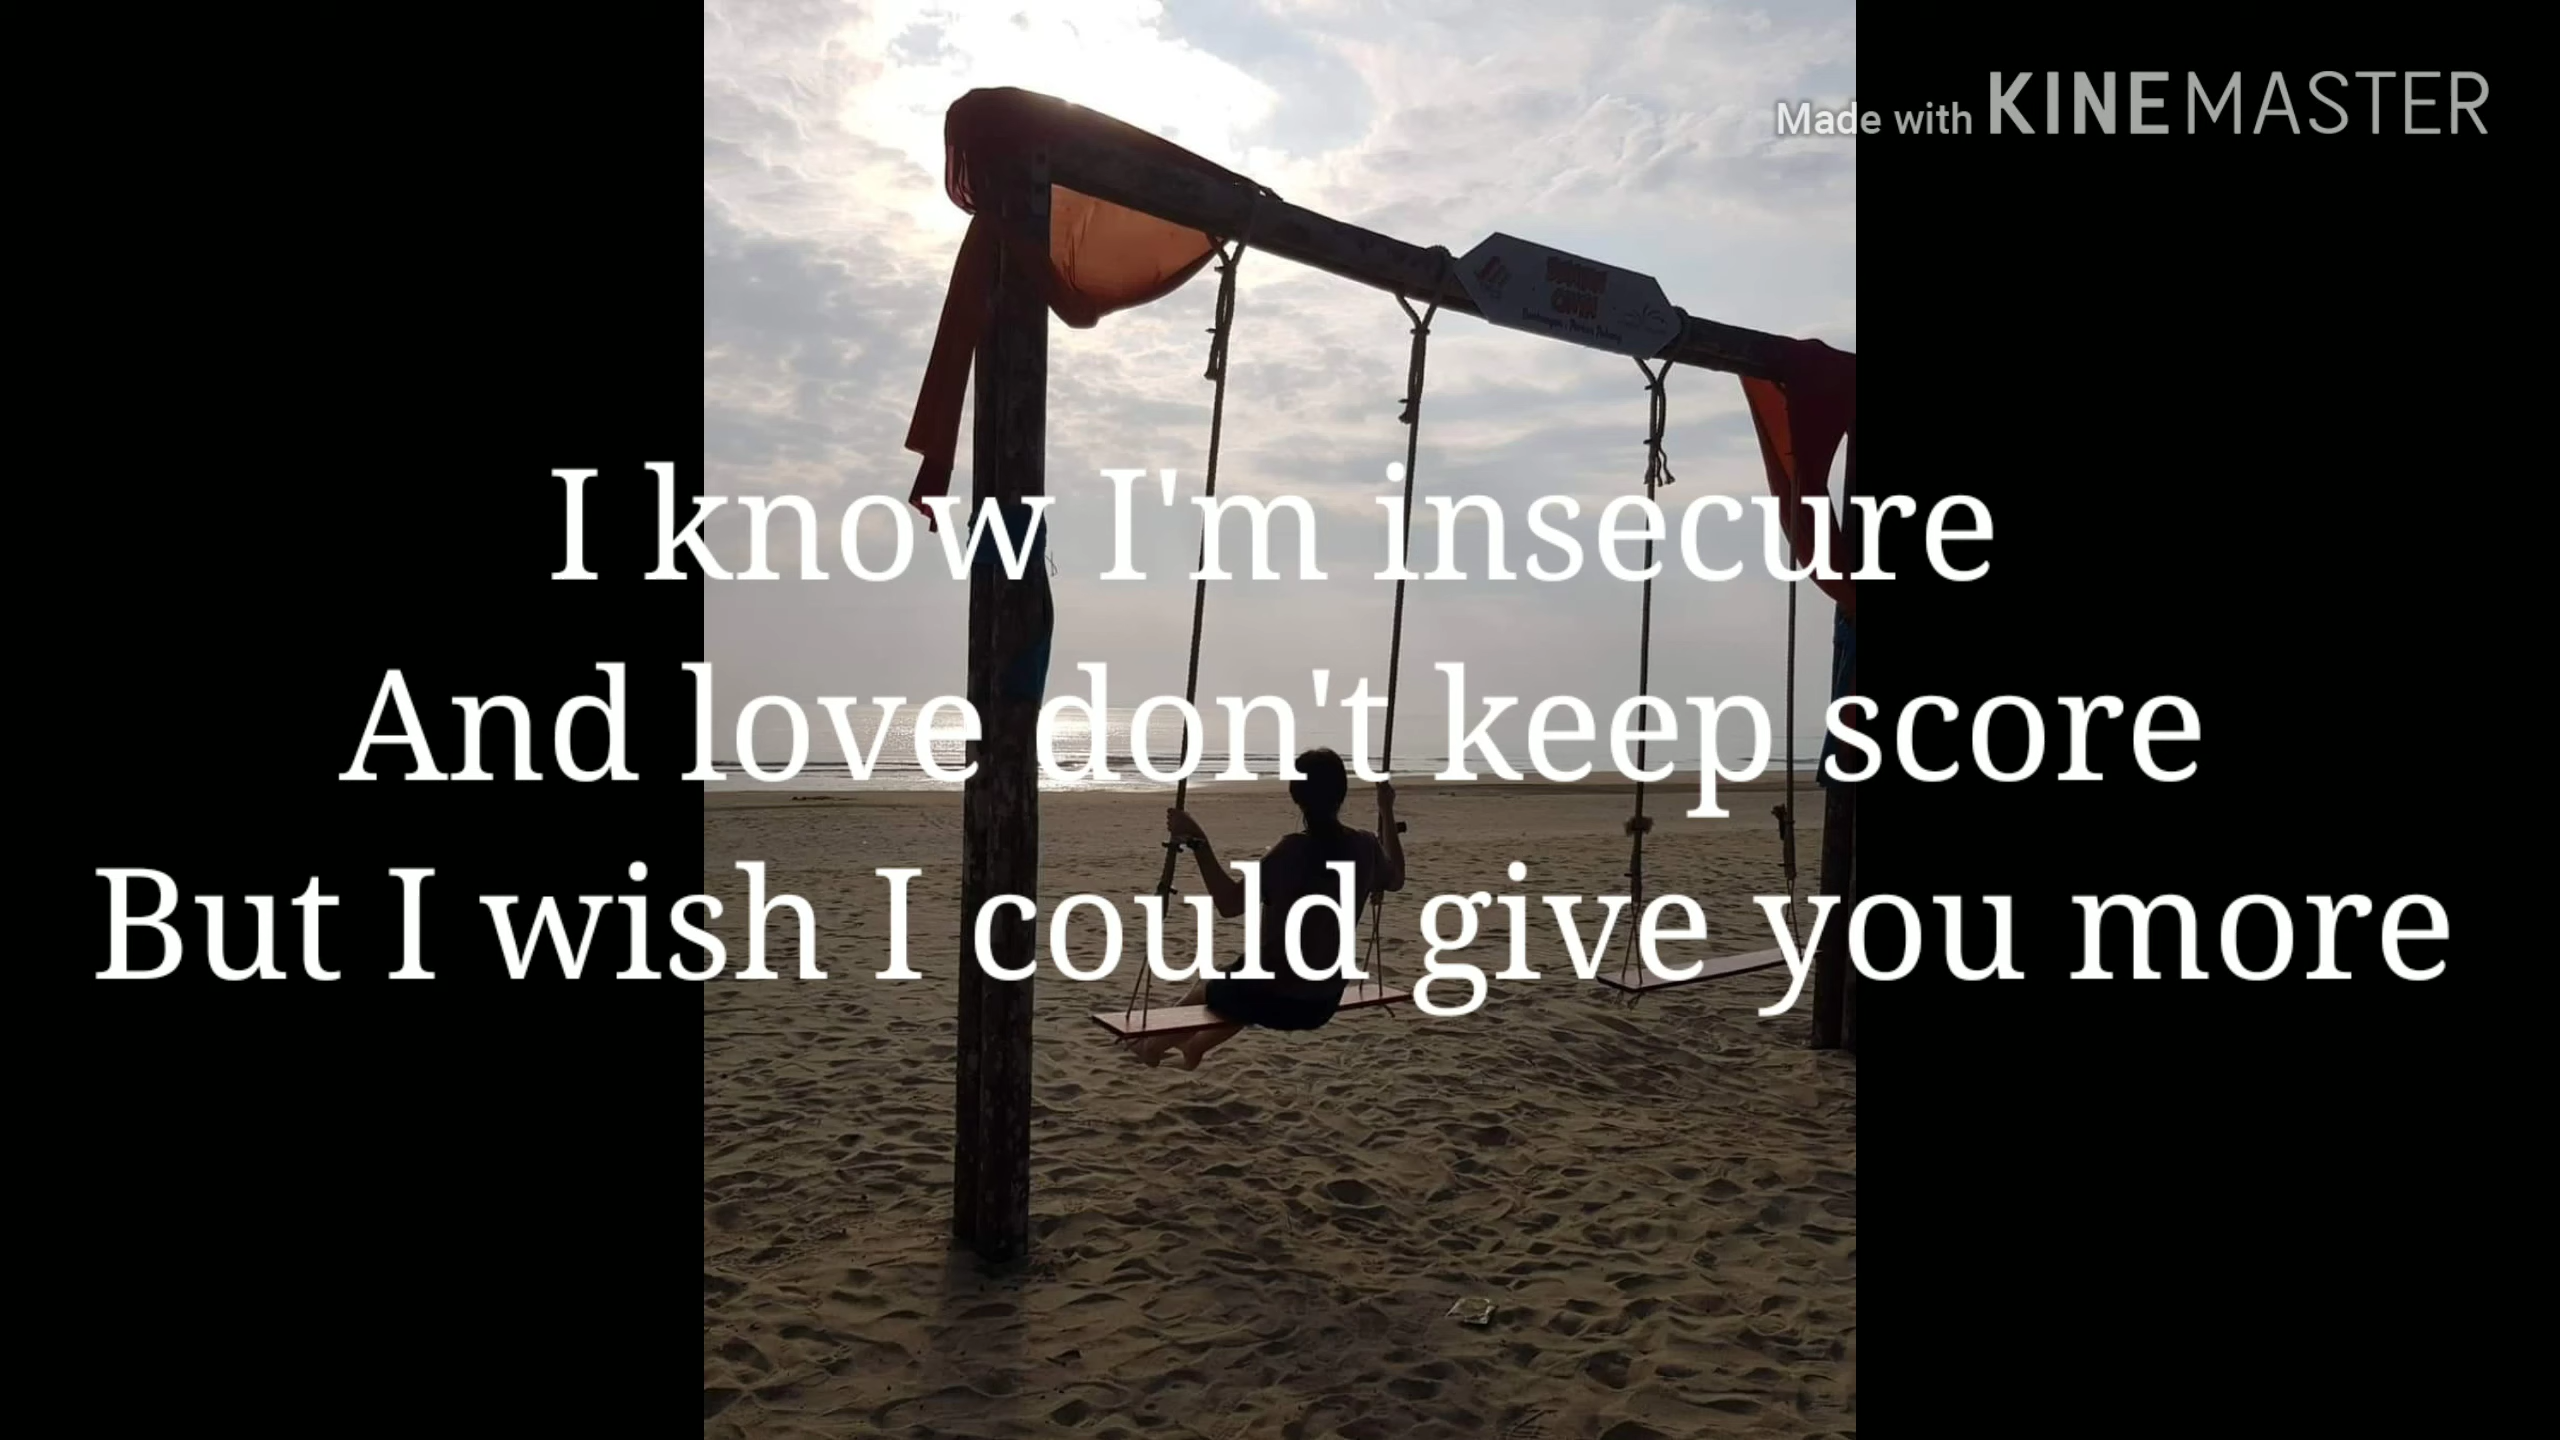 Made with KINEMASTER
I know I'm insecure
And love don't keep score
But I wish I could give you more